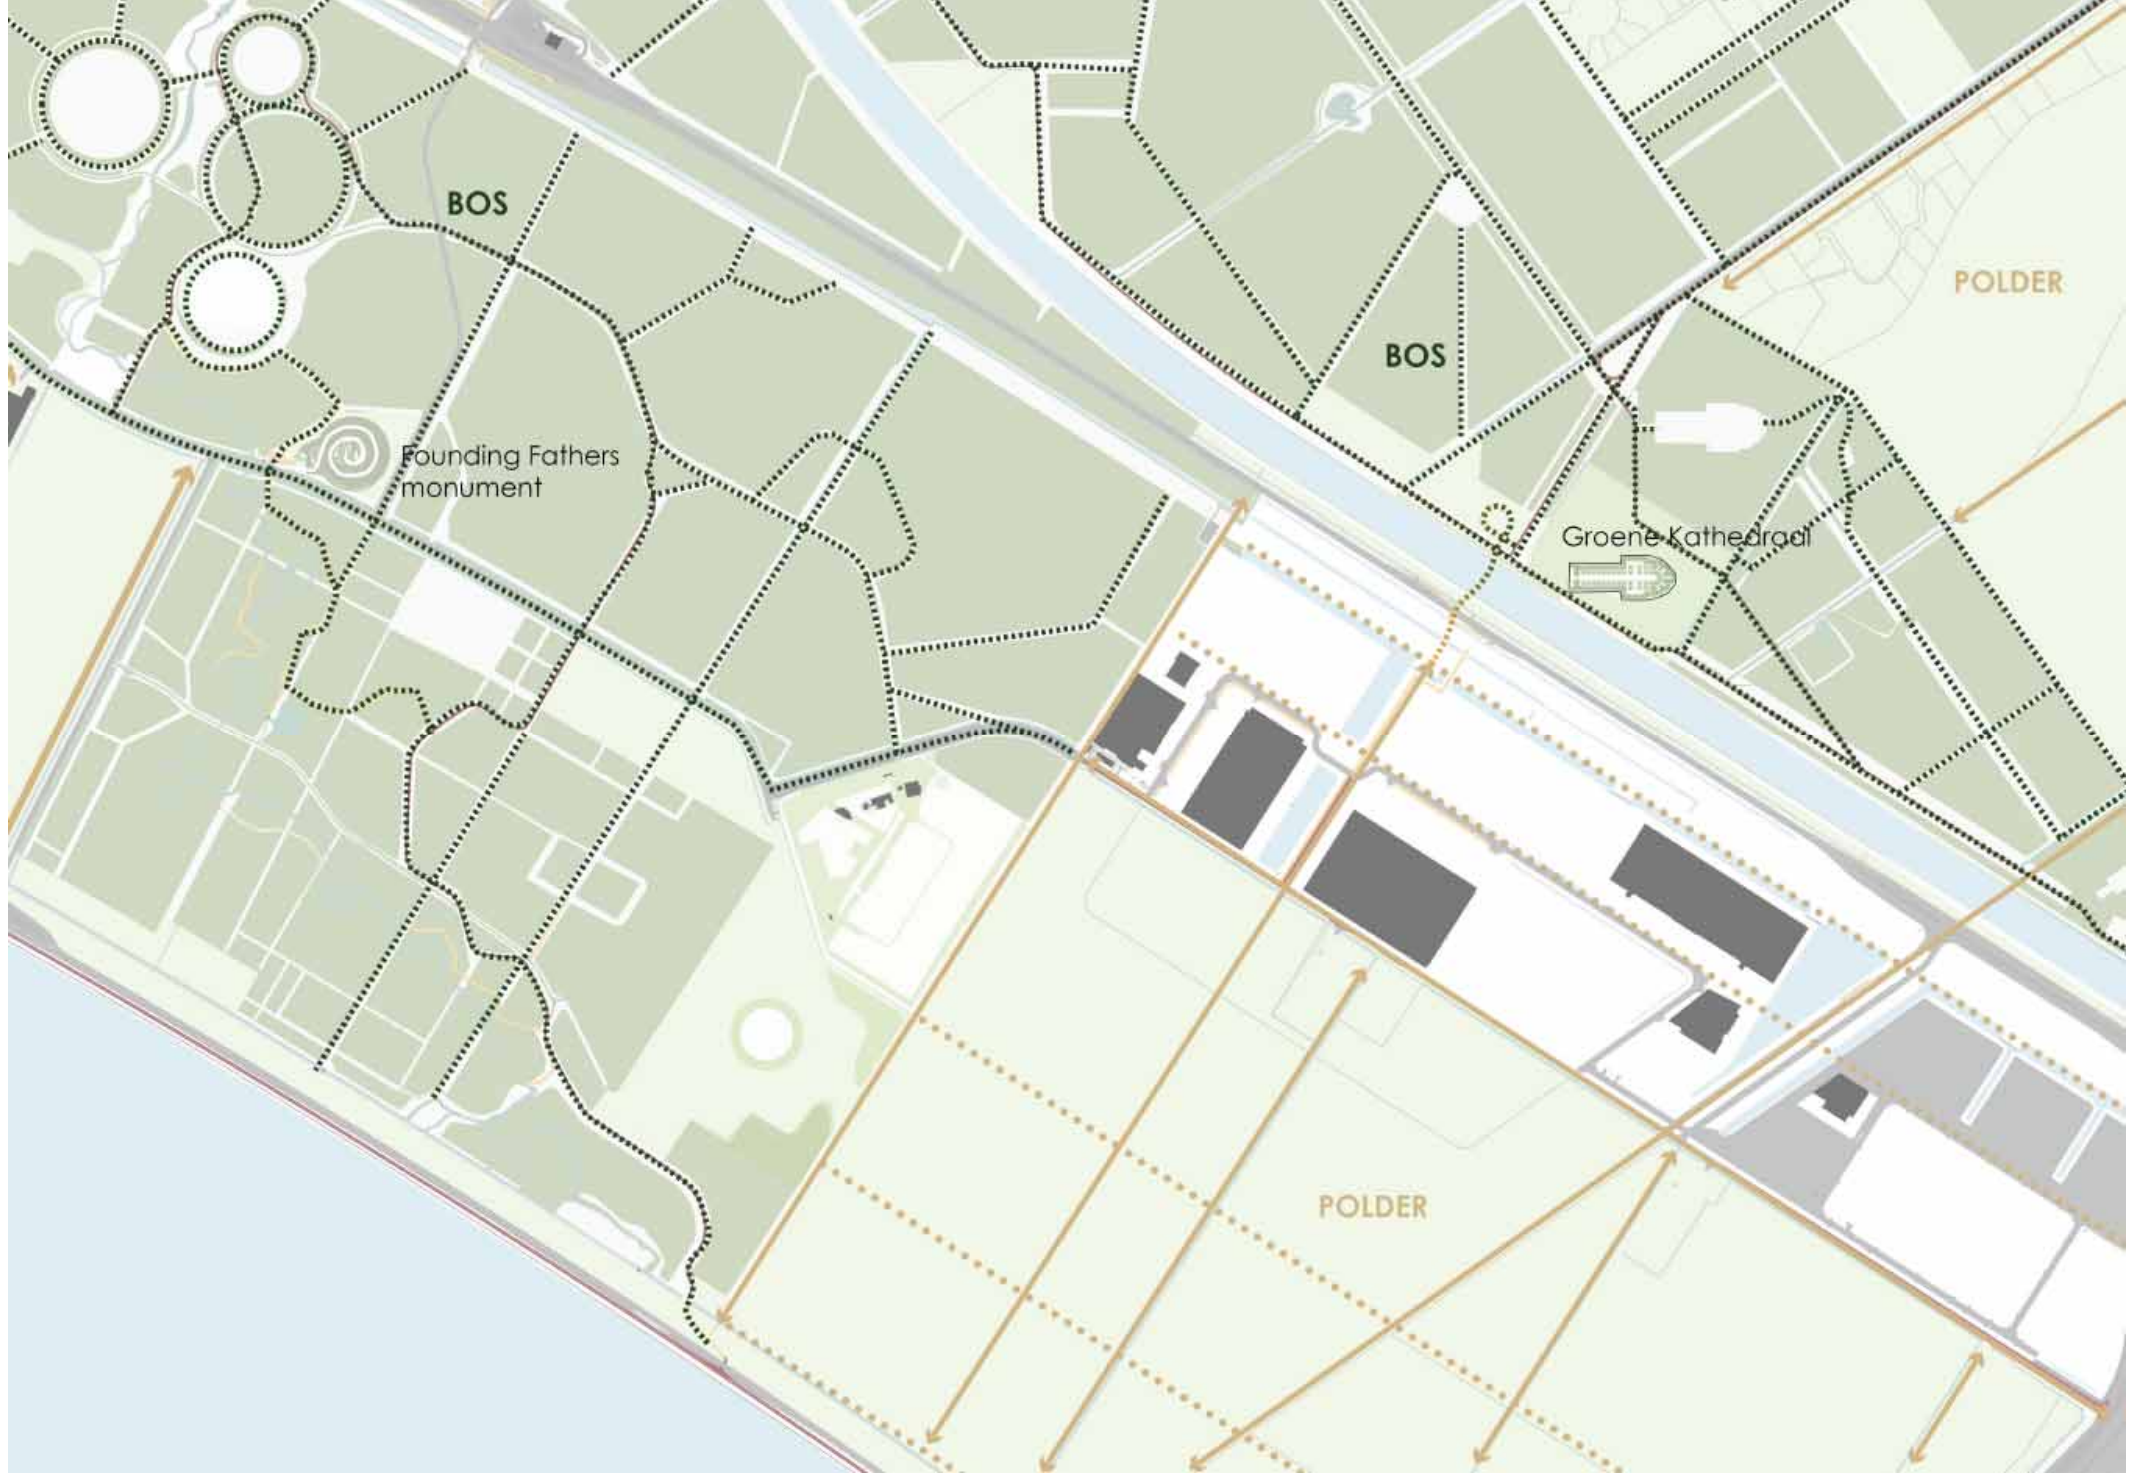 BOS
POLDER
BOS
Founding Fathers
monument
Groene Kathedraal
POLDER